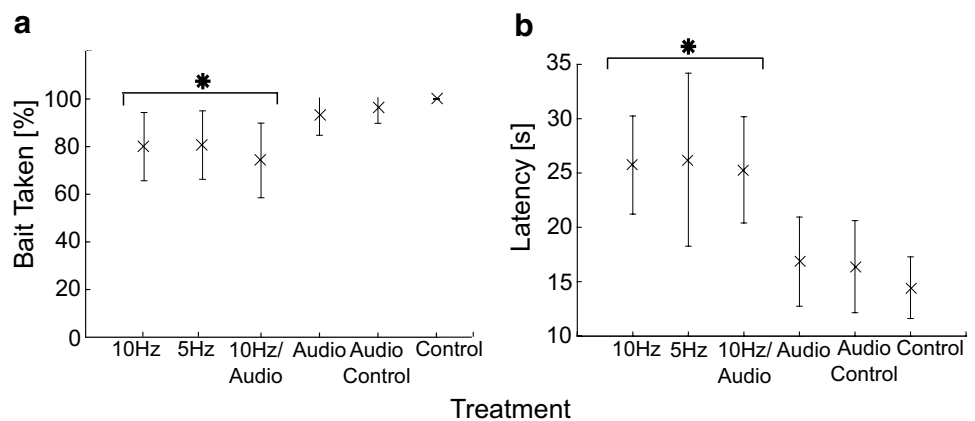 a
Bait Taken [%]
100
80
60
40
20
0
*
10Hz 5Hz 10Hz/ Audio Audio Control
Audio Control
b
Latency [s]
35
30
25
20
15
10
*
10Hz 5Hz 10Hz/ Audio Audio Control
Audio Control
Treatment